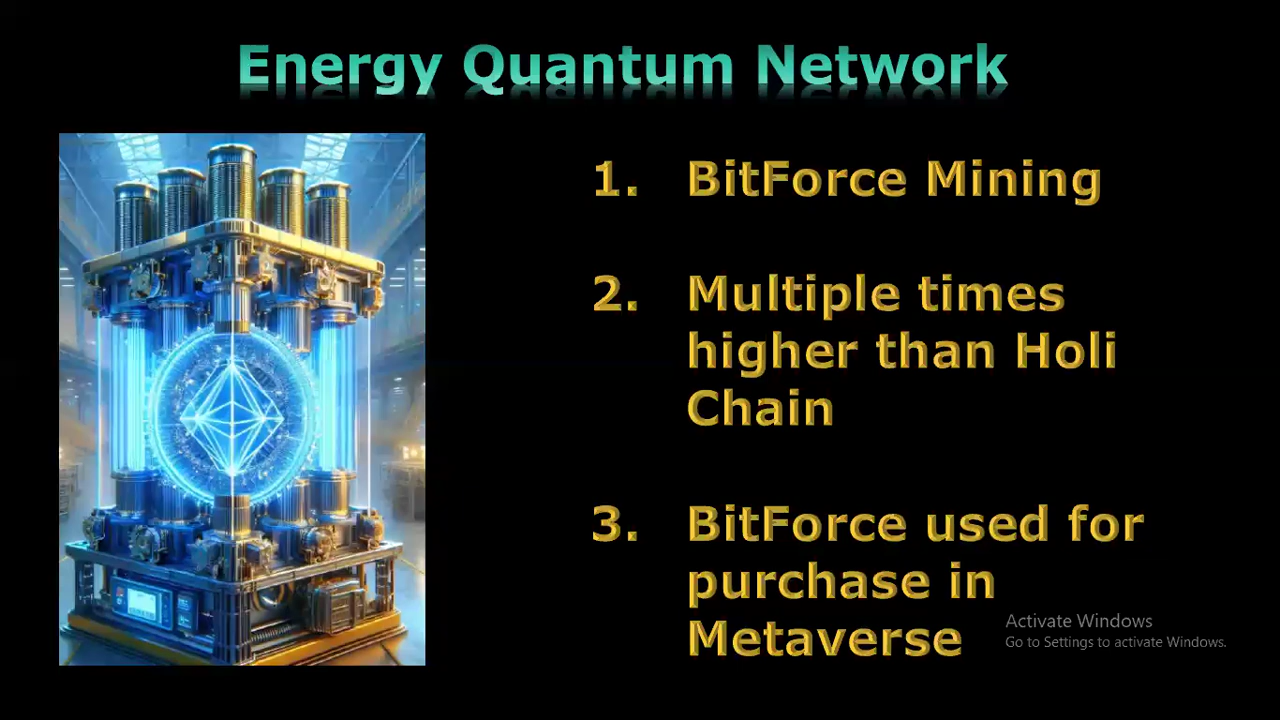 Energy Quantum Network
1. BitForce Mining
2. Multiple times
higher than Holi
Chain
3. BitForce used for
purchase in
Metaverse
Activate Windows
Go to Settings to activate Windows.